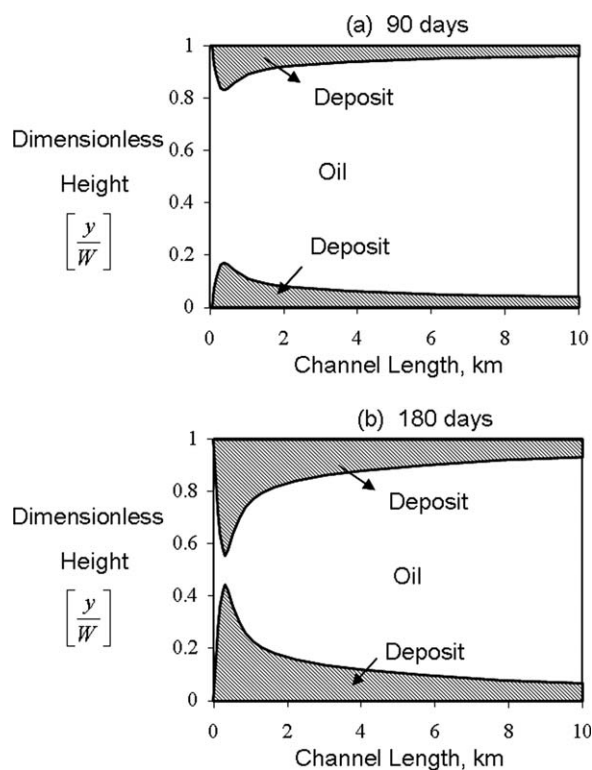 (a) 90 days
1
0.8
0.6
0.4
0.2
0
Dimensionless
Height
[y/W]
Deposit
Oil
Deposit
0 2 4 6 8 10
Channel Length, km
(b) 180 days
1
0.8
0.6
0.4
0.2
0
Dimensionless
Height
[y/W]
Deposit
Oil
Deposit
0 2 4 6 8 10
Channel Length, km